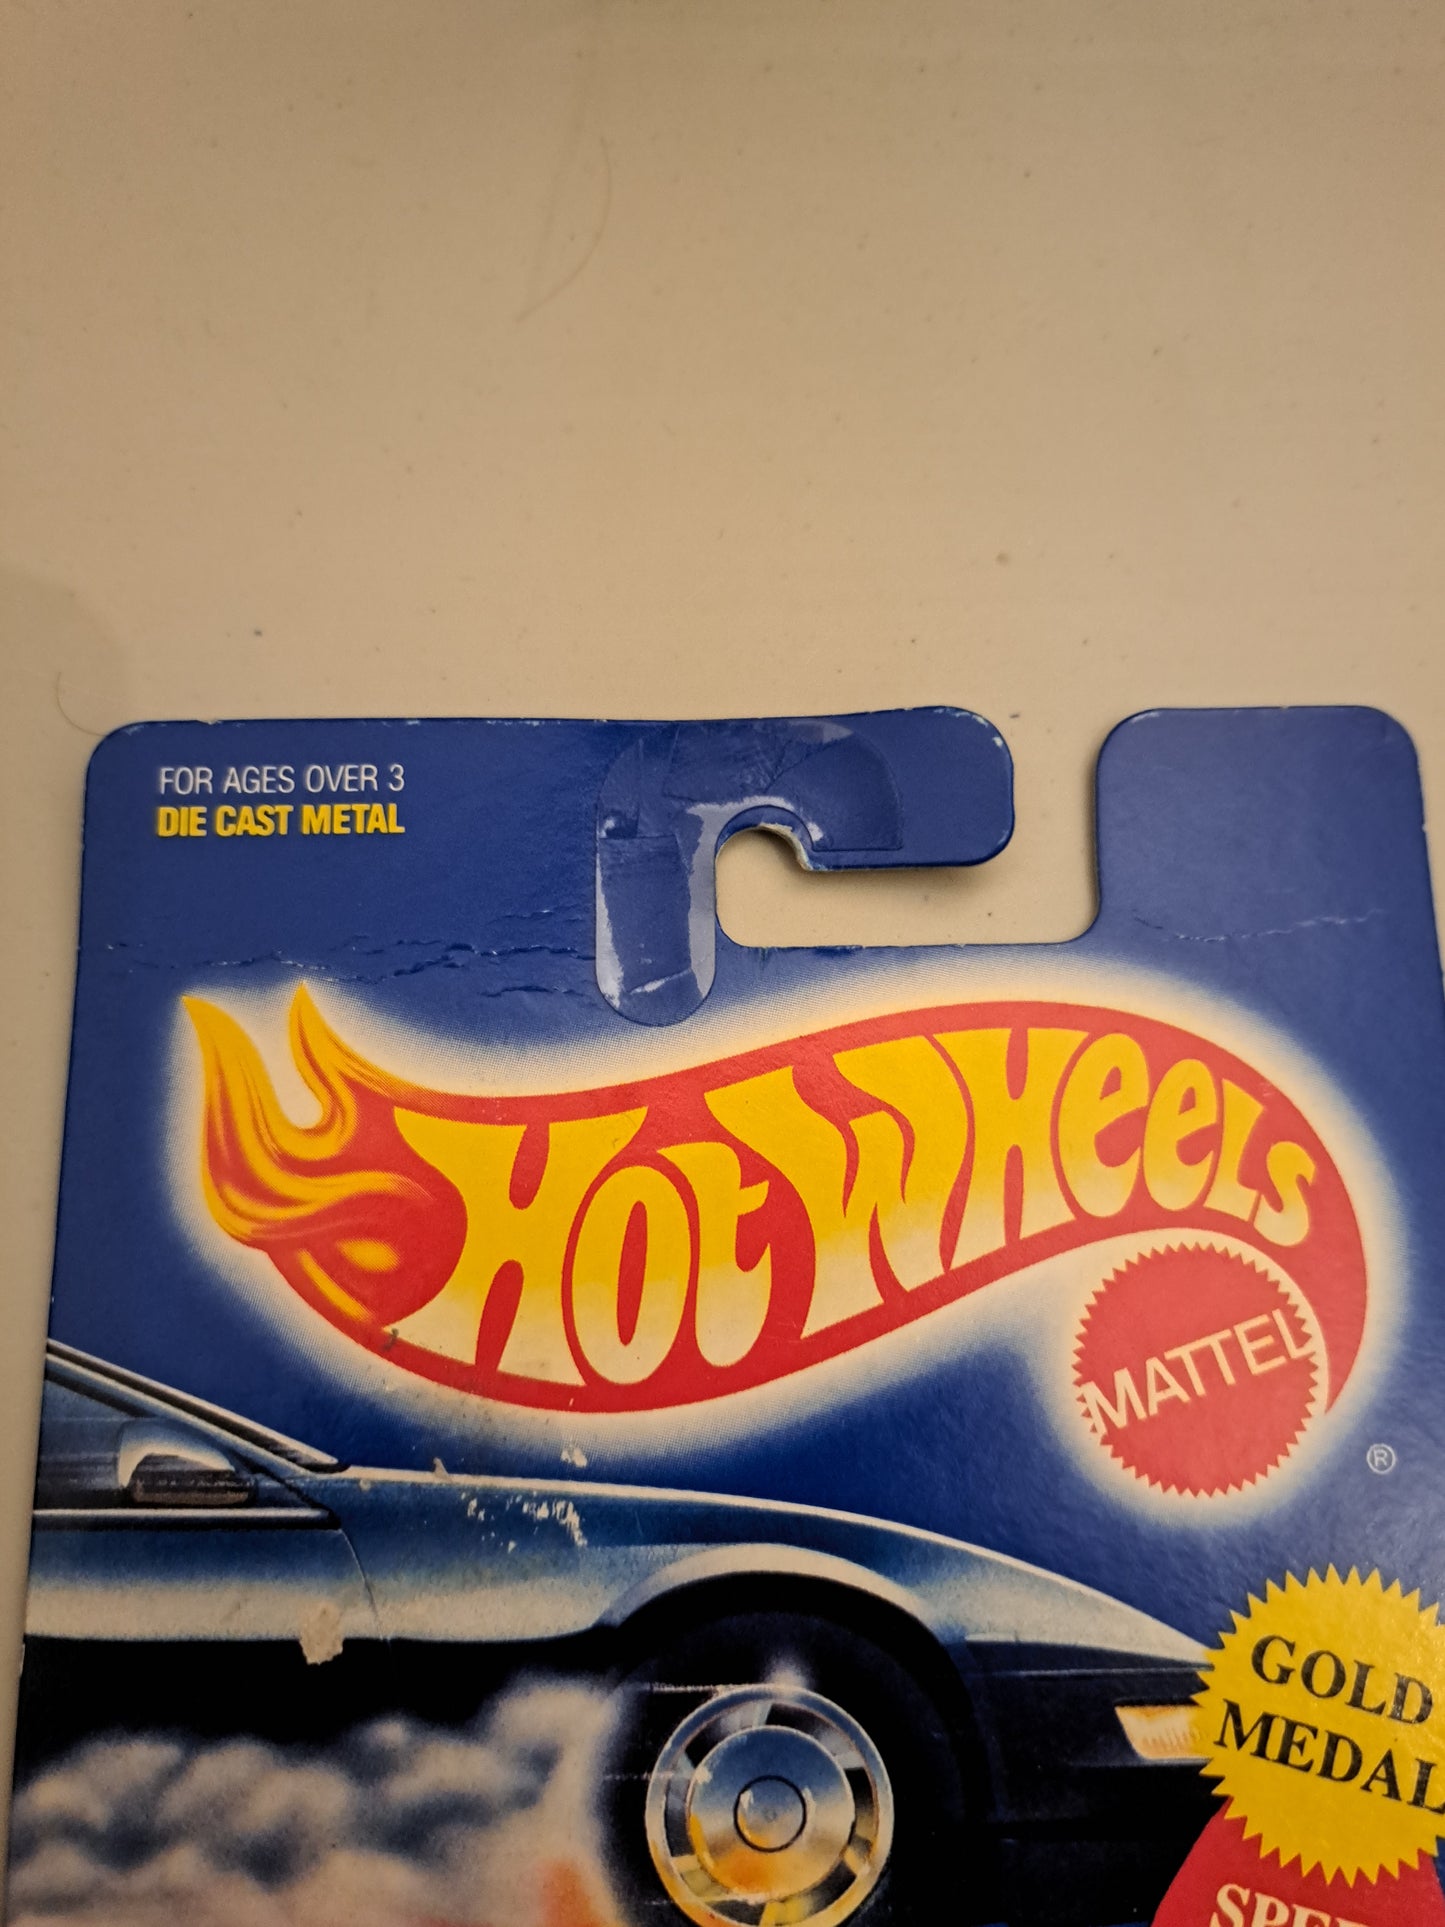 FOR AGES OVER 3
DIE CAST METAL
HOT WHEELS
MATTEL
®
GOLD
MEDAL